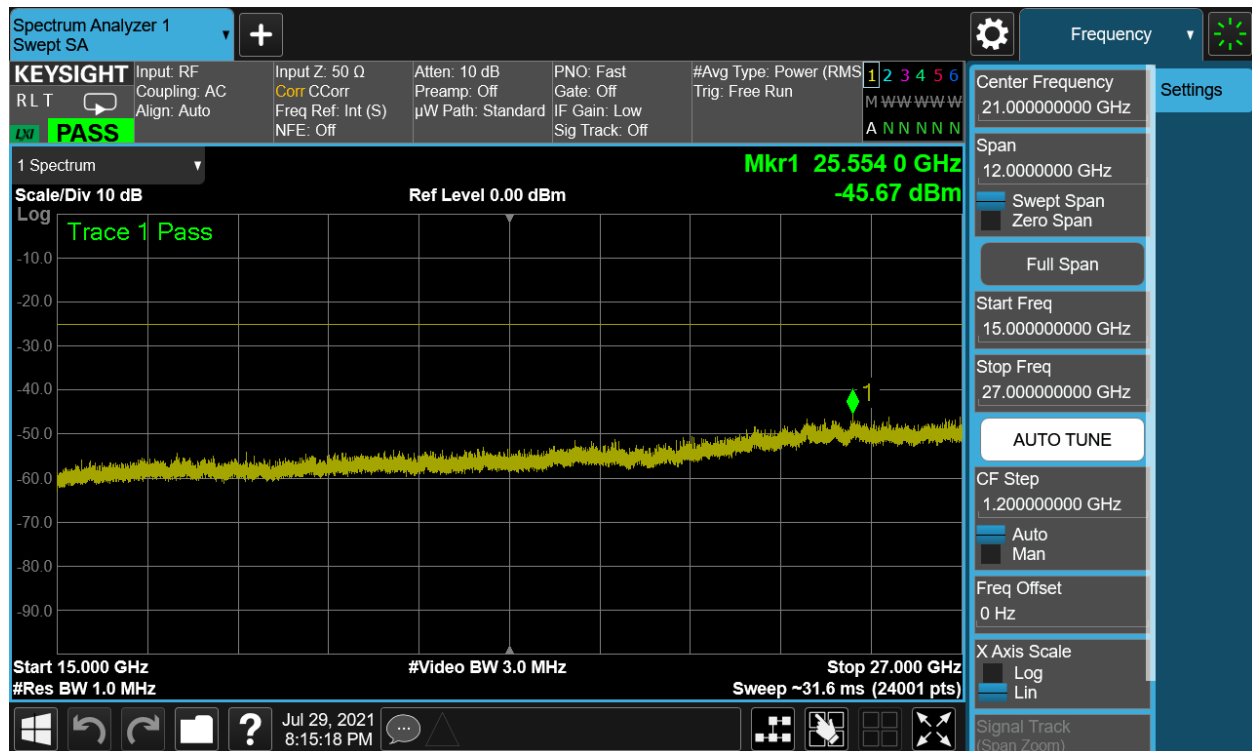 Spectrum Analyzer 1
Swept SA
+
Frequency
KEYSIGHT
R L T
LXI
PASS
Input: RF
Coupling: AC
Align: Auto
Input Z: 50 Ω
Corr CCorr
Freq Ref: Int (S)
NFE: Off
Atten: 10 dB
Preamp: Off
µW Path: Standard
PNO: Fast
Gate: Off
IF Gain: Low
Sig Track: Off
#Avg Type: Power (RMS
Trig: Free Run
1 2 3 4 5 6
M W W W W W
A N N N N N
1 Spectrum
Scale/Div 10 dB
Ref Level 0.00 dBm
Mkr1 25.554 0 GHz
-45.67 dBm
Log
Trace 1 Pass
-10.0
-20.0
-30.0
-40.0
-50.0
-60.0
-70.0
-80.0
-90.0
1
Start 15.000 GHz
#Video BW 3.0 MHz
Stop 27.000 GHz
#Res BW 1.0 MHz
Sweep ~31.6 ms (24001 pts)
Center Frequency
21.000000000 GHz
Settings
Span
12.0000000 GHz
Swept Span
Zero Span
Full Span
Start Freq
15.000000000 GHz
Stop Freq
27.000000000 GHz
AUTO TUNE
CF Step
1.200000000 GHz
Auto
Man
Freq Offset
0 Hz
X Axis Scale
Log
Lin
Signal Track
(Span Zoom)
?
Jul 29, 2021
8:15:18 PM